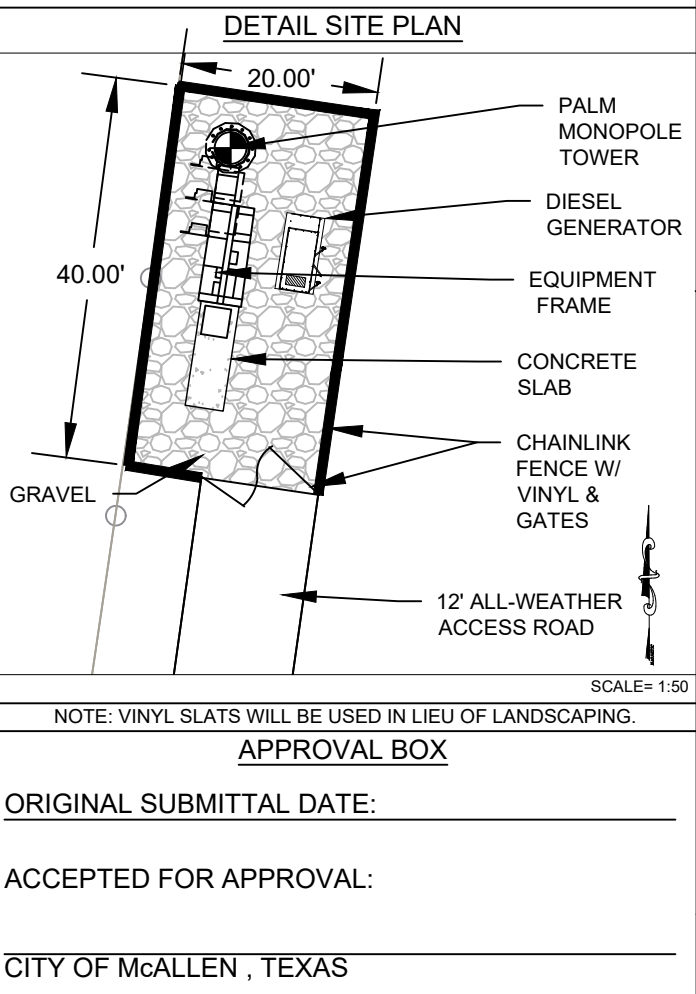 DETAIL SITE PLAN
20.00'
PALM
MONOPOLE
TOWER
DIESEL
GENERATOR
40.00'
EQUIPMENT
FRAME
CONCRETE
SLAB
CHAINLINK
FENCE W/
VINYL &
GATES
GRAVEL
12' ALL-WEATHER
ACCESS ROAD
SCALE= 1:50
NOTE: VINYL SLATS WILL BE USED IN LIEU OF LANDSCAPING.
APPROVAL BOX
ORIGINAL SUBMITTAL DATE:
ACCEPTED FOR APPROVAL:
CITY OF McALLEN , TEXAS